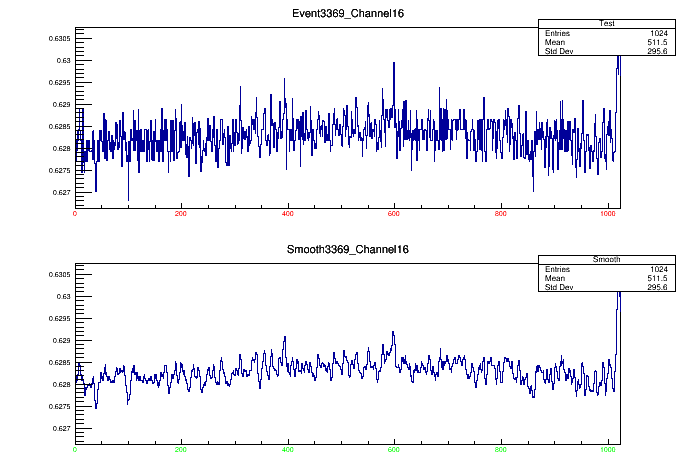 Event3369_Channel16
Test
Entries 1024
Mean 511.5
Std Dev 295.6
0.6305
0.63
0.6295
0.629
0.6285
0.628
0.6275
0.627
0 200 400 600 800 1000
Smooth3369_Channel16
Smooth
Entries 1024
Mean 511.5
Std Dev 295.6
0.6305
0.63
0.6295
0.629
0.6285
0.628
0.6275
0.627
0 200 400 600 800 1000